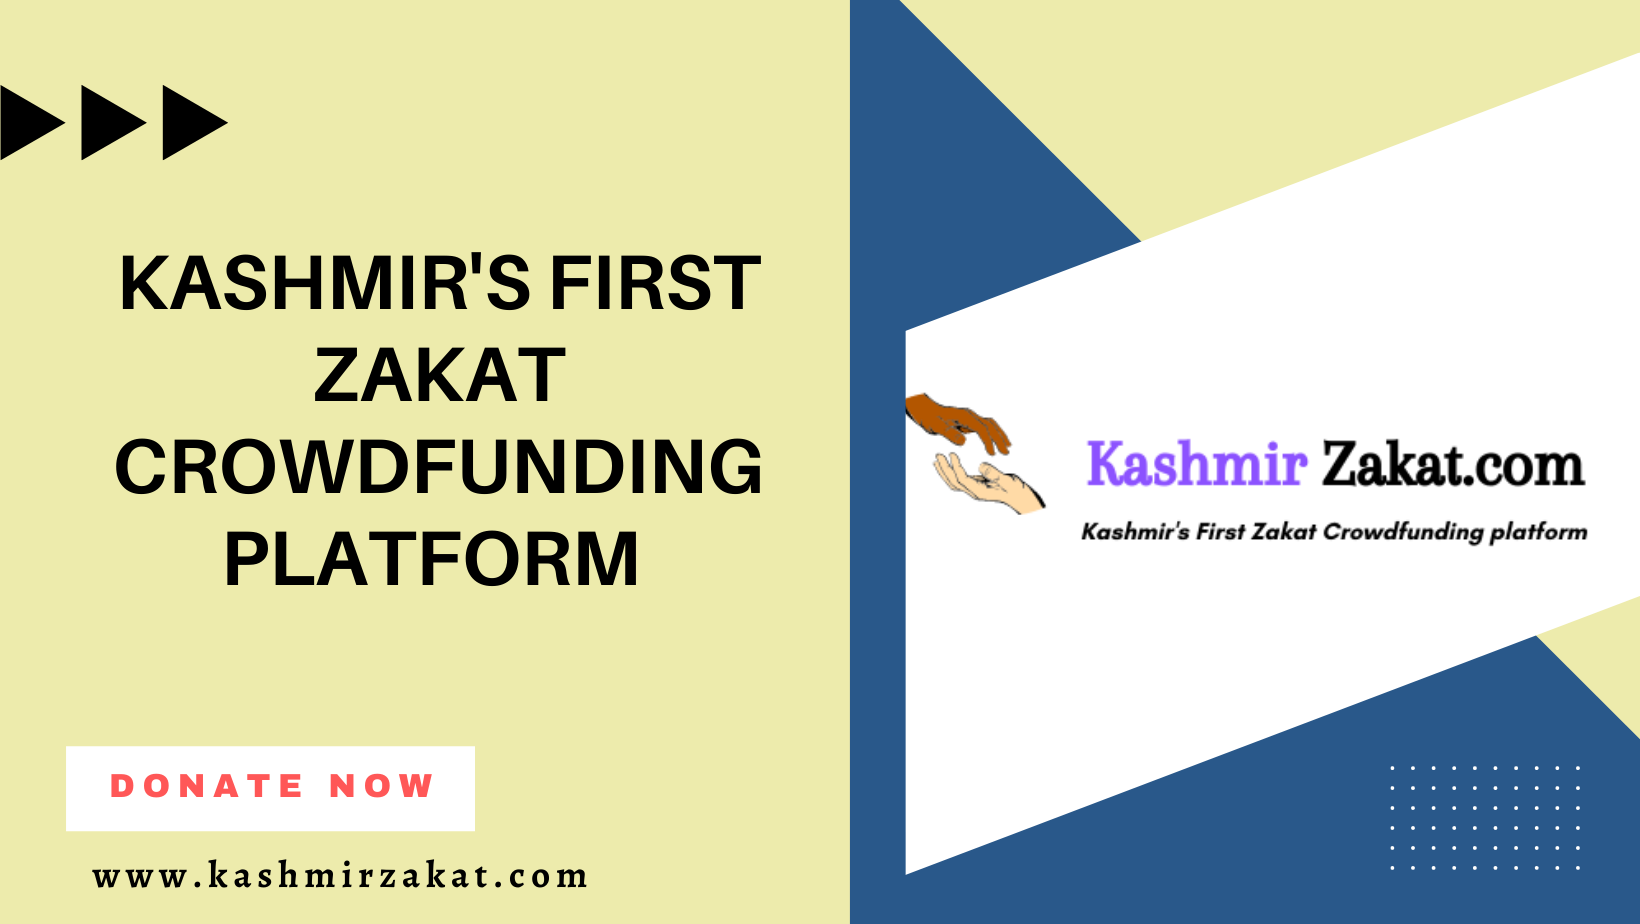 KASHMIR'S FIRST
ZAKAT
CROWDFUNDING
PLATFORM
DONATE NOW
www.kashmirzakat.com
Kashmir Zakat.com
Kashmir's First Zakat Crowdfunding platform